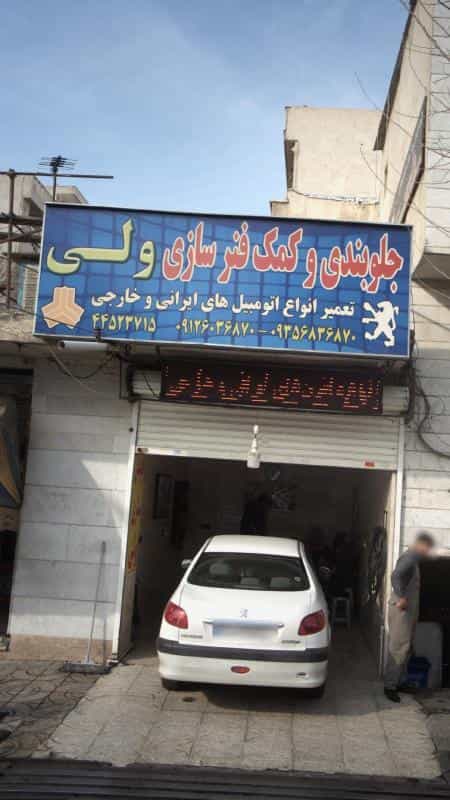 جلوبندی و کمک فنر سازی ولی
تعمیر انواع اتومبیل های ایرانی و خارجی
۴۴۵۲۳۷۱۵ ۰۹۱۲۶۰۳۶۸۷۰ - ۰۹۳۵۶۸۳۶۸۷۰